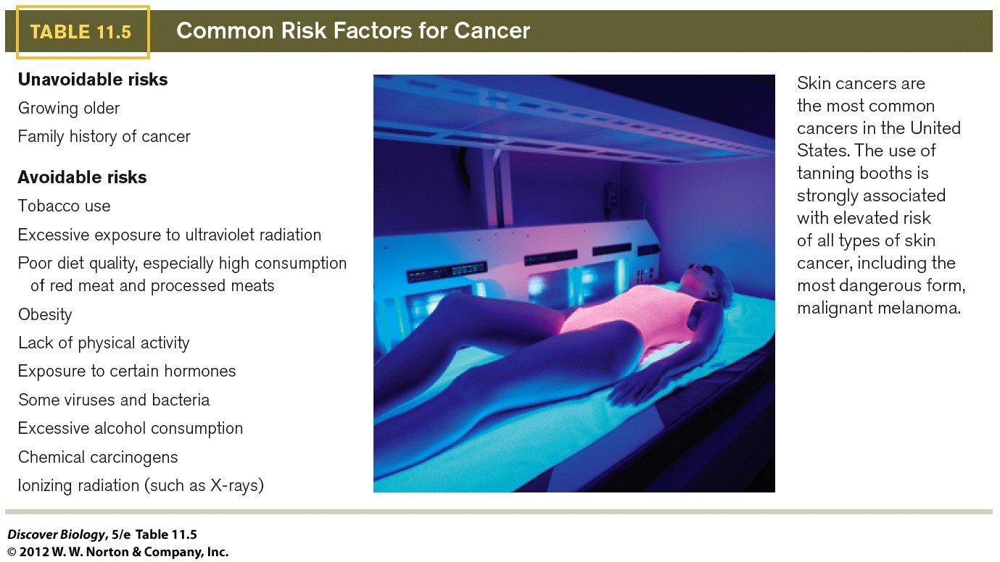 TABLE 11.5
Common Risk Factors for Cancer
Unavoidable risks
Growing older
Family history of cancer
Avoidable risks
Tobacco use
Excessive exposure to ultraviolet radiation
Poor diet quality, especially high consumption
of red meat and processed meats
Obesity
Lack of physical activity
Exposure to certain hormones
Some viruses and bacteria
Excessive alcohol consumption
Chemical carcinogens
Ionizing radiation (such as X-rays)
Skin cancers are
the most common
cancers in the United
States. The use of
tanning booths is
strongly associated
with elevated risk
of all types of skin
cancer, including the
most dangerous form,
malignant melanoma.
Discover Biology, 5/e Table 11.5
© 2012 W. W. Norton & Company, Inc.